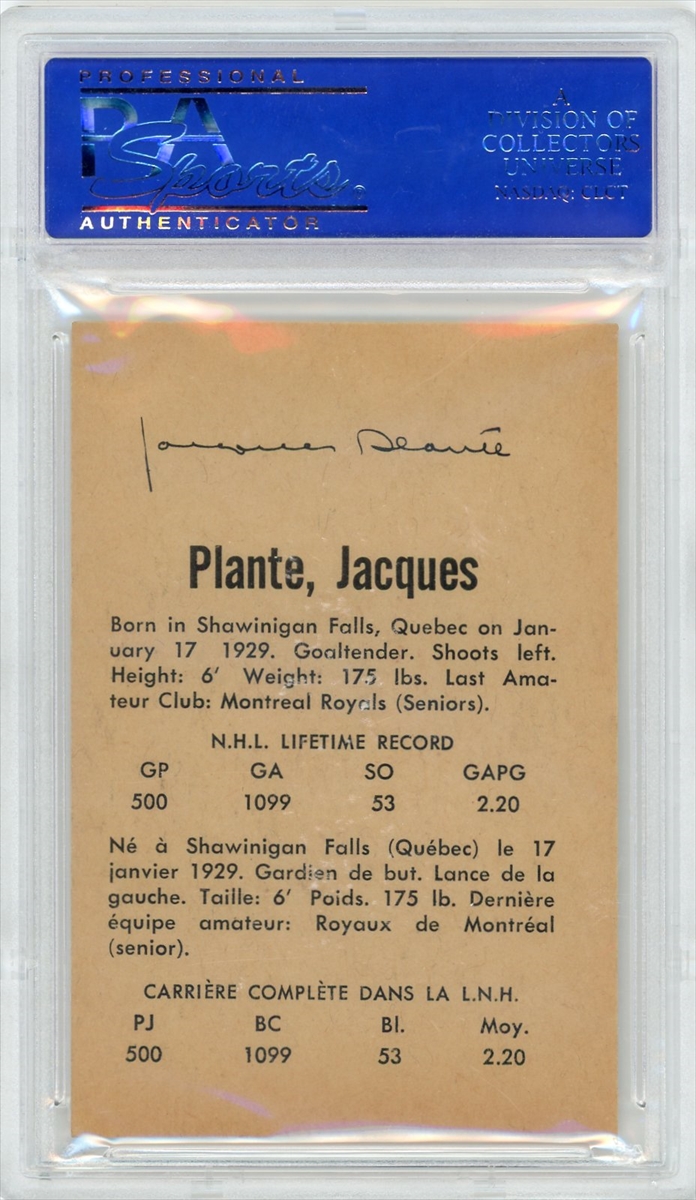 PROFESSIONAL
PSA
Sports
AUTHENTICATOR
A
DIVISION OF
COLLECTORS
UNIVERSE
NASDAQ: CLCT
Jacques Plante
Plante, Jacques
Born in Shawinigan Falls, Quebec on Jan-
uary 17 1929. Goaltender. Shoots left.
Height: 6' Weight: 175 lbs. Last Ama-
teur Club: Montreal Royals (Seniors).
N.H.L. LIFETIME RECORD
GP GA SO GAPG
500 1099 53 2.20
Né à Shawinigan Falls (Québec) le 17
janvier 1929. Gardien de but. Lance de la
gauche. Taille: 6' Poids. 175 lb. Dernière
équipe amateur: Royaux de Montréal
(senior).
CARRIÈRE COMPLÈTE DANS LA L.N.H.
PJ BC Bl. Moy.
500 1099 53 2.20